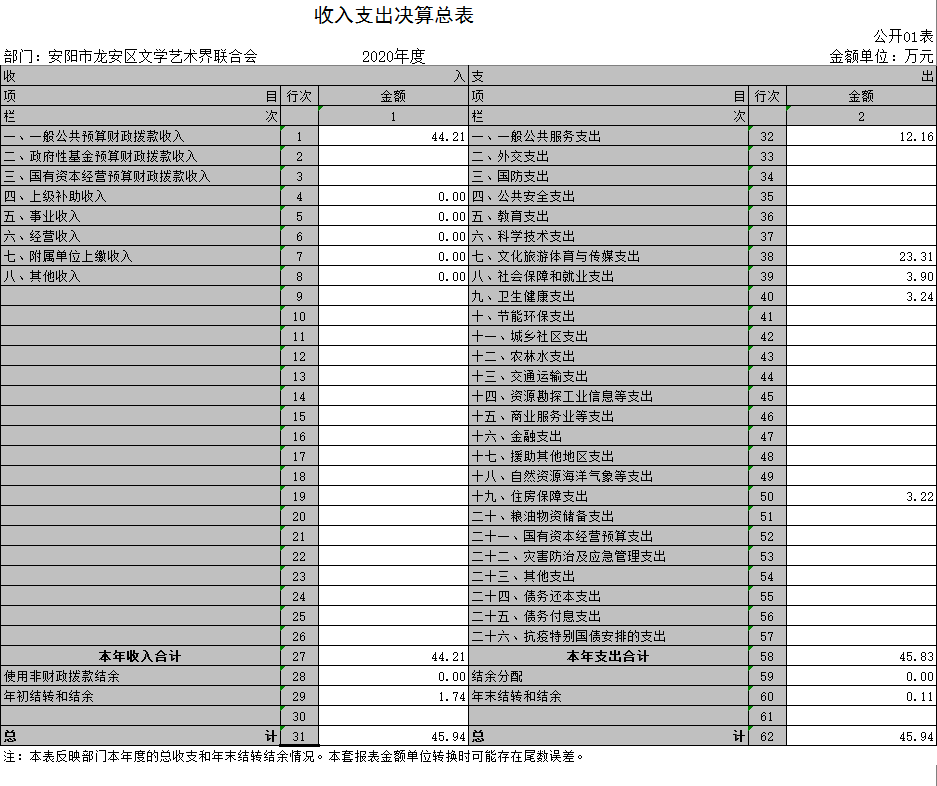 收入支出决算总表
公开01表
部门：安阳市龙安区文学艺术界联合会 2020年度 金额单位：万元
收 入 支 出
项 目 行次 金额 项 目 行次 金额
栏 次 1 栏 次 2
一、一般公共预算财政拨款收入 1 44.21 一、一般公共服务支出 32 12.16
二、政府性基金预算财政拨款收入 2 二、外交支出 33
三、国有资本经营预算财政拨款收入 3 三、国防支出 34
四、上级补助收入 4 0.00 四、公共安全支出 35
五、事业收入 5 0.00 五、教育支出 36
六、经营收入 6 0.00 六、科学技术支出 37
七、附属单位上缴收入 7 0.00 七、文化旅游体育与传媒支出 38 23.31
八、其他收入 8 0.00 八、社会保障和就业支出 39 3.90
9 九、卫生健康支出 40 3.24
10 十、节能环保支出 41
11 十一、城乡社区支出 42
12 十二、农林水支出 43
13 十三、交通运输支出 44
14 十四、资源勘探工业信息等支出 45
15 十五、商业服务业等支出 46
16 十六、金融支出 47
17 十七、援助其他地区支出 48
18 十八、自然资源海洋气象等支出 49
19 十九、住房保障支出 50 3.22
20 二十、粮油物资储备支出 51
21 二十一、国有资本经营预算支出 52
22 二十二、灾害防治及应急管理支出 53
23 二十三、其他支出 54
24 二十四、债务还本支出 55
25 二十五、债务付息支出 56
26 二十六、抗疫特别国债安排的支出 57
本年收入合计 27 44.21 本年支出合计 58 45.83
使用非财政拨款结余 28 0.00 结余分配 59 0.00
年初结转和结余 29 1.74 年末结转和结余 60 0.11
30 61
总 计 31 45.94 总 计 62 45.94
注：本表反映部门本年度的总收支和年末结转结余情况。本套报表金额单位转换时可能存在尾数误差。